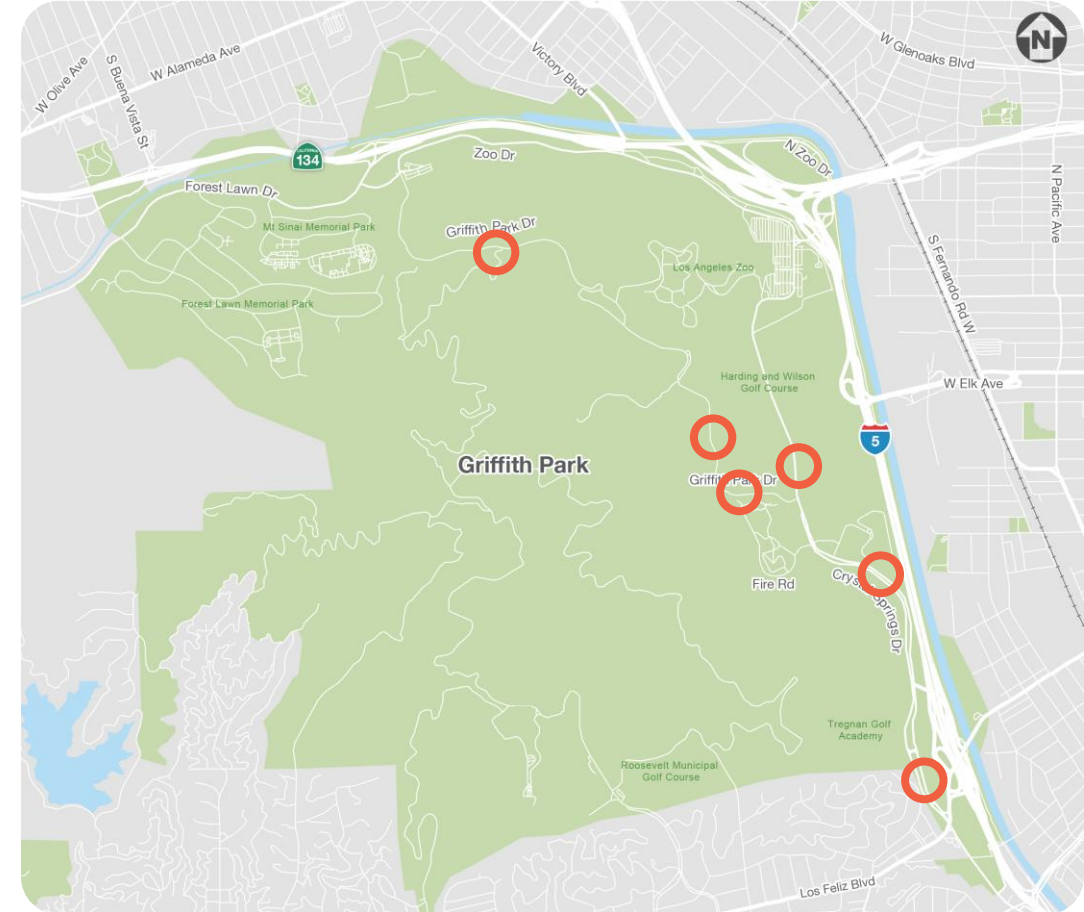 W Olive Ave
S Buena Vista St
W Alameda Ave
Victory Blvd
W Glenoaks Blvd
N
CALIFORNIA
134
Zoo Dr
N Zoo Dr
Forest Lawn Dr
N Pacific Ave
Mt Sinai Memorial Park
Griffith Park Dr
S Fernando Rd W
Los Angeles Zoo
Forest Lawn Memorial Park
Harding and Wilson
Golf Course
W Elk Ave
5
Griffith Park
Griffith Park Dr
Fire Rd
Crystal Springs Dr
Tregnan Golf
Academy
Roosevelt Municipal
Golf Course
Los Feliz Blvd